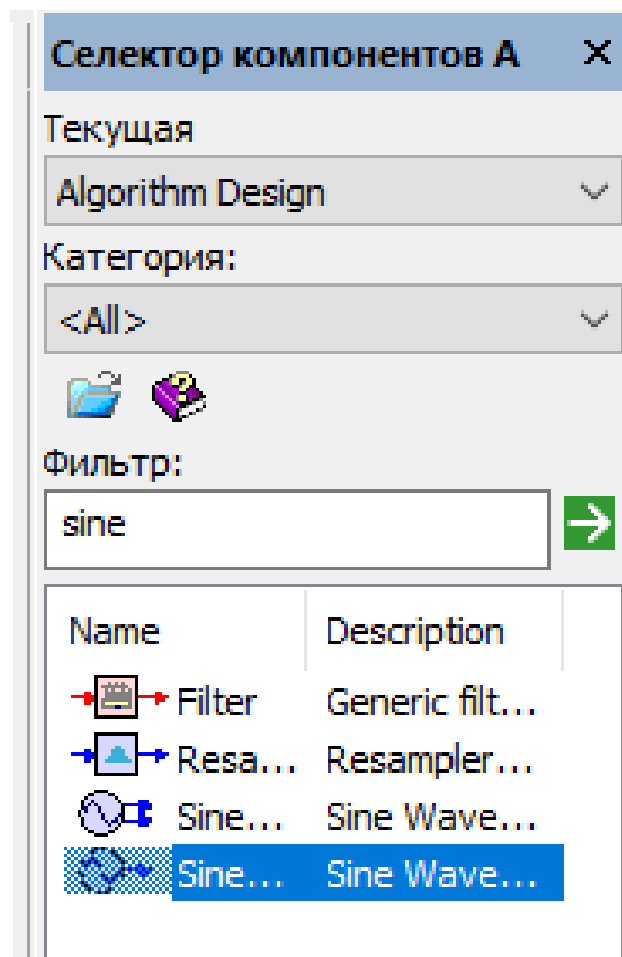 Селектор компонентов А
Текущая
Algorithm Design
Категория:
<All>
Фильтр:
sine
Name Description
Filter Generic filt...
Resa... Resampler...
Sine... Sine Wave...
Sine... Sine Wave...